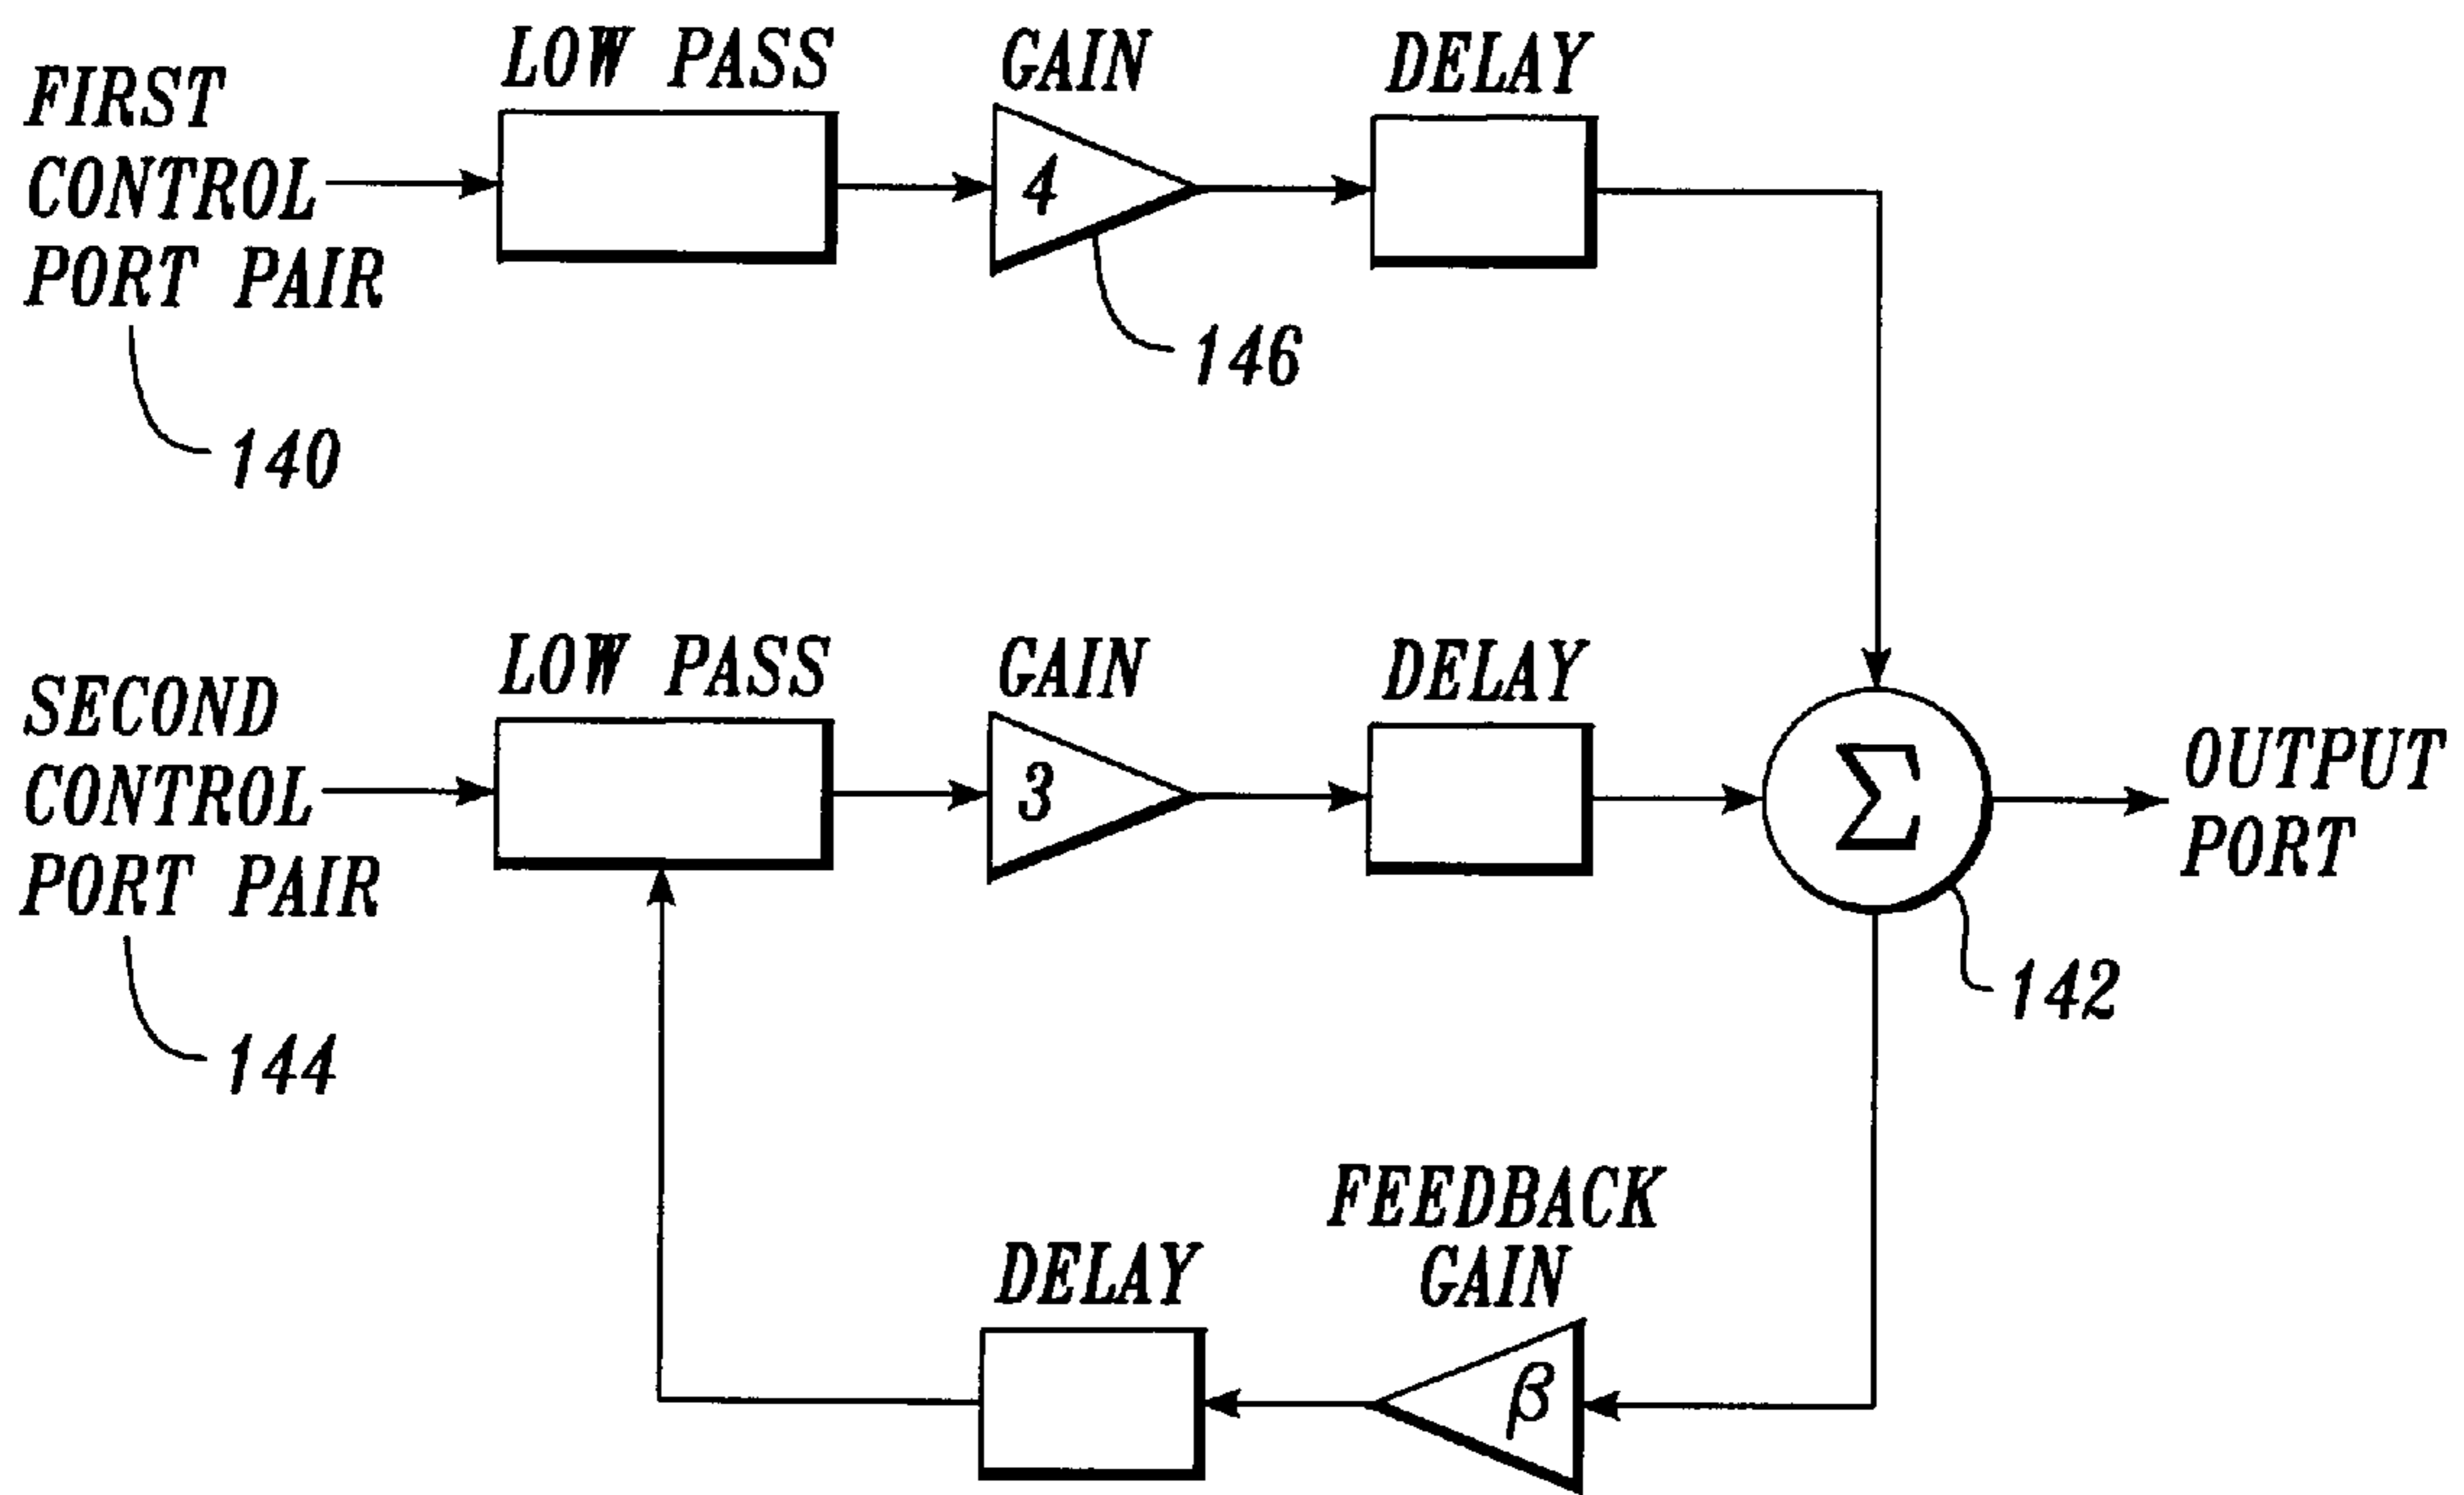 LOW PASS
GAIN
DELAY
FIRST
CONTROL
PORT PAIR
4
146
140
LOW PASS
GAIN
DELAY
SECOND
CONTROL
PORT PAIR
3
Σ
OUTPUT
PORT
142
144
FEEDBACK
GAIN
DELAY
β